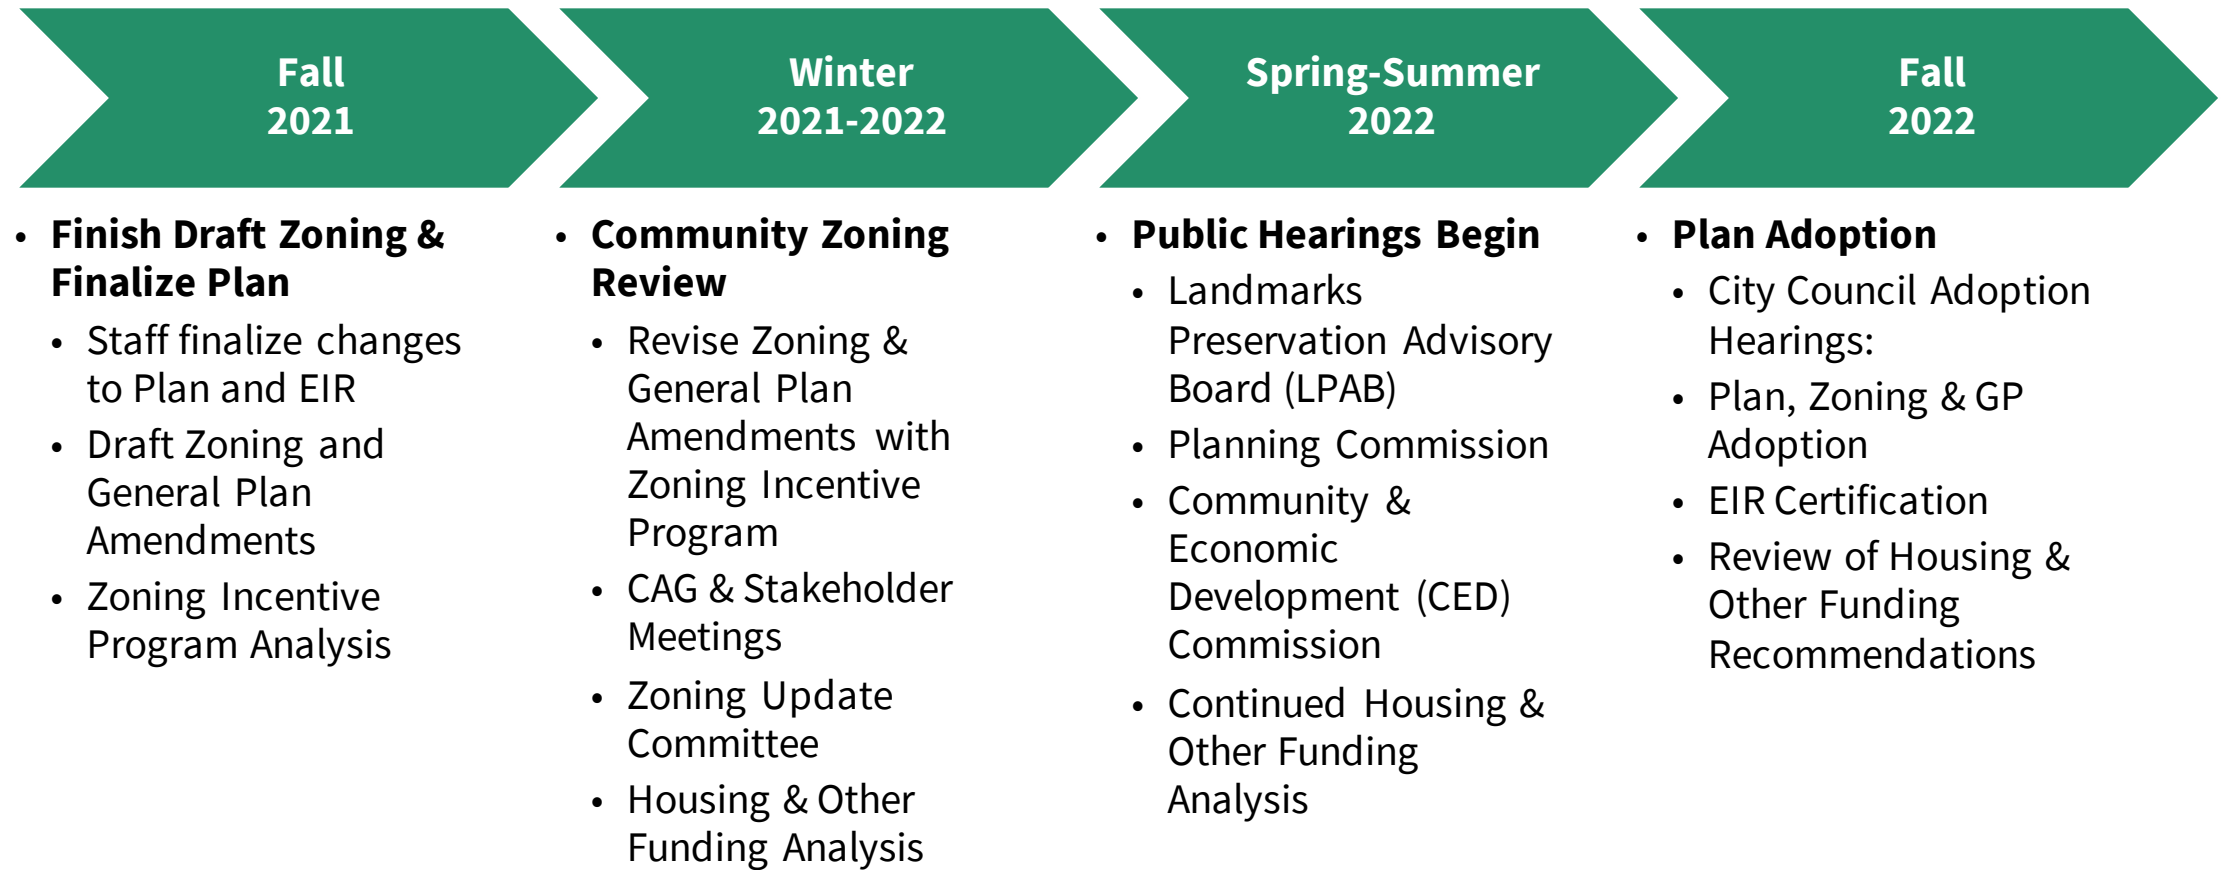 Fall
2021
Winter
2021-2022
Spring-Summer
2022
Fall
2022
• Finish Draft Zoning &
Finalize Plan
• Staff finalize changes
to Plan and EIR
• Draft Zoning and
General Plan
Amendments
• Zoning Incentive
Program Analysis
• Community Zoning
Review
• Revise Zoning &
General Plan
Amendments with
Zoning Incentive
Program
• CAG & Stakeholder
Meetings
• Zoning Update
Committee
• Housing & Other
Funding Analysis
• Public Hearings Begin
• Landmarks
Preservation Advisory
Board (LPAB)
• Planning Commission
• Community &
Economic
Development (CED)
Commission
• Continued Housing &
Other Funding
Analysis
• Plan Adoption
• City Council Adoption
Hearings:
• Plan, Zoning & GP
Adoption
• EIR Certification
• Review of Housing &
Other Funding
Recommendations